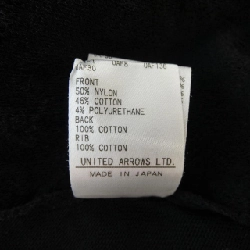 FRONT
50% NYLON
46% COTTON
4% POLYURETHANE
BACK
100% COTTON
RIB
100% COTTON
UNITED ARROWS LTD.
MADE IN JAPAN